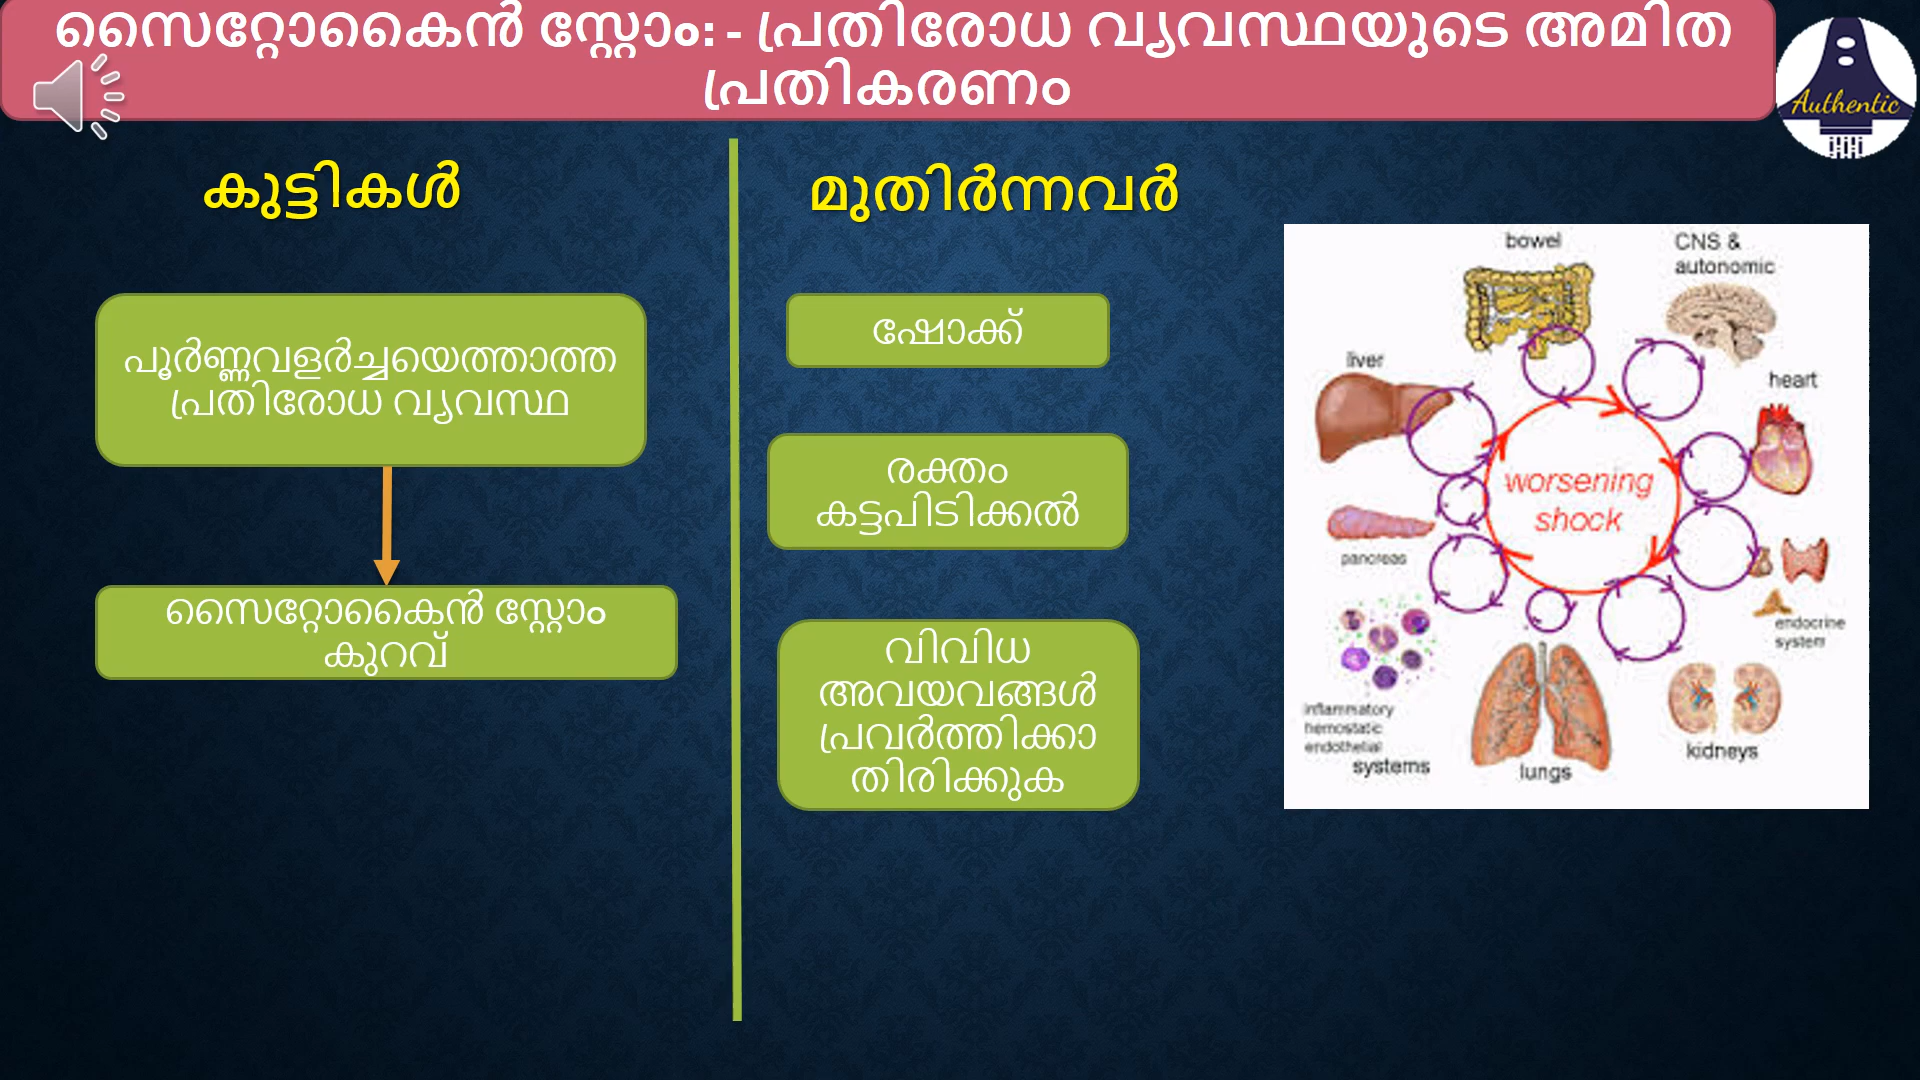 സൈറ്റോകൈൻ സ്റ്റോം: - പ്രതിരോധ വ്യവസ്ഥയുടെ അമിത
പ്രതികരണം
Authentic
കുട്ടികൾ
മുതിർന്നവർ
പൂർണ്ണവളർച്ചയെത്താത്ത
പ്രതിരോധ വ്യവസ്ഥ
സൈറ്റോകൈൻ സ്റ്റോം
കുറവ്
ഷോക്ക്
രക്തം
കട്ടപിടിക്കൽ
വിവിധ
അവയവങ്ങൾ
പ്രവർത്തിക്കാ
തിരിക്കുക
bowel
CNS &
autonomic
liver
heart
worsening
shock
pancreas
endocrine
system
inflammatory
hemostatic
endothelial
systems
lungs
kidneys